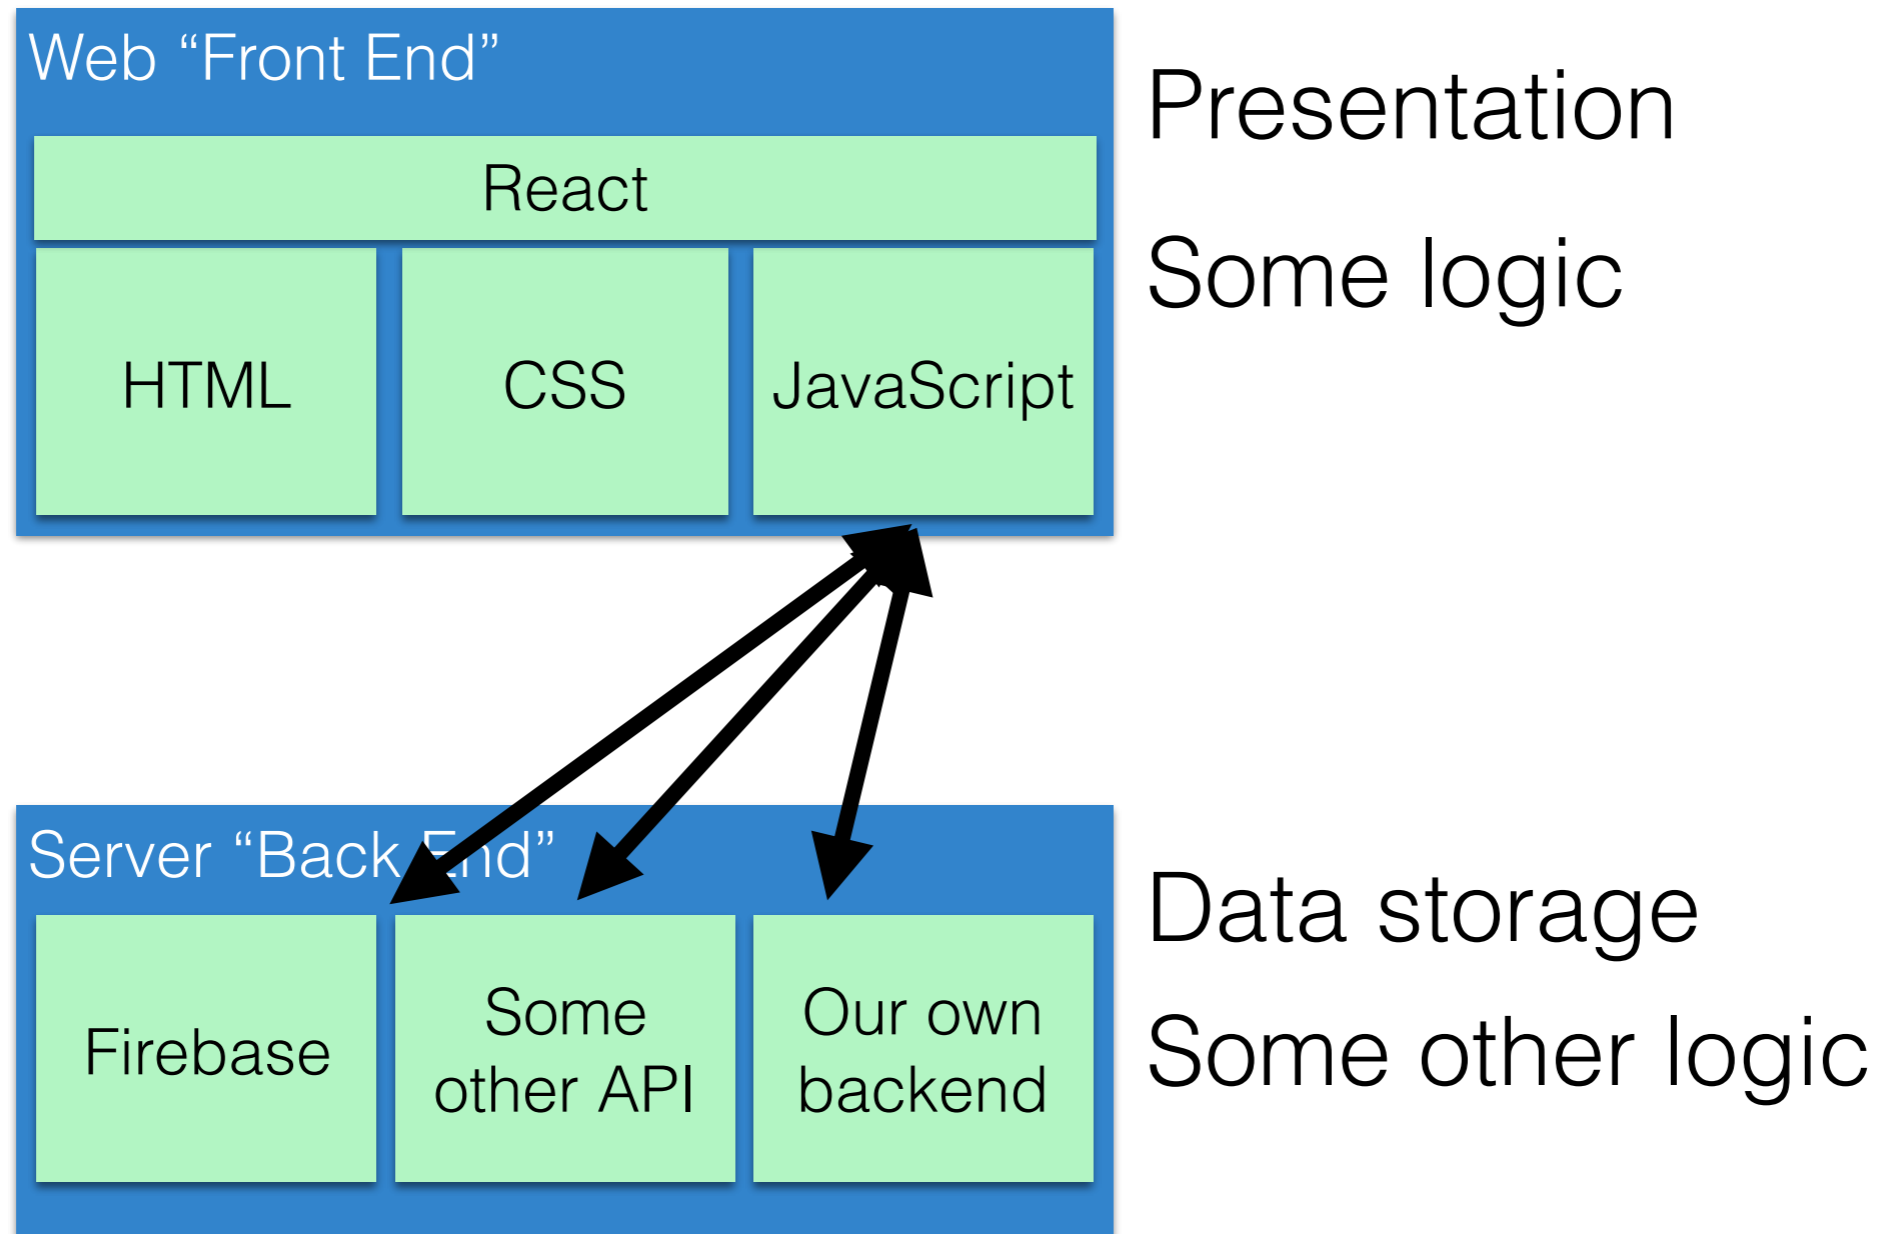 Web “Front End”
Presentation
React
Some logic
HTML
CSS
JavaScript
Server “Back End”
Data storage
Firebase
Some
other API
Our own
backend
Some other logic